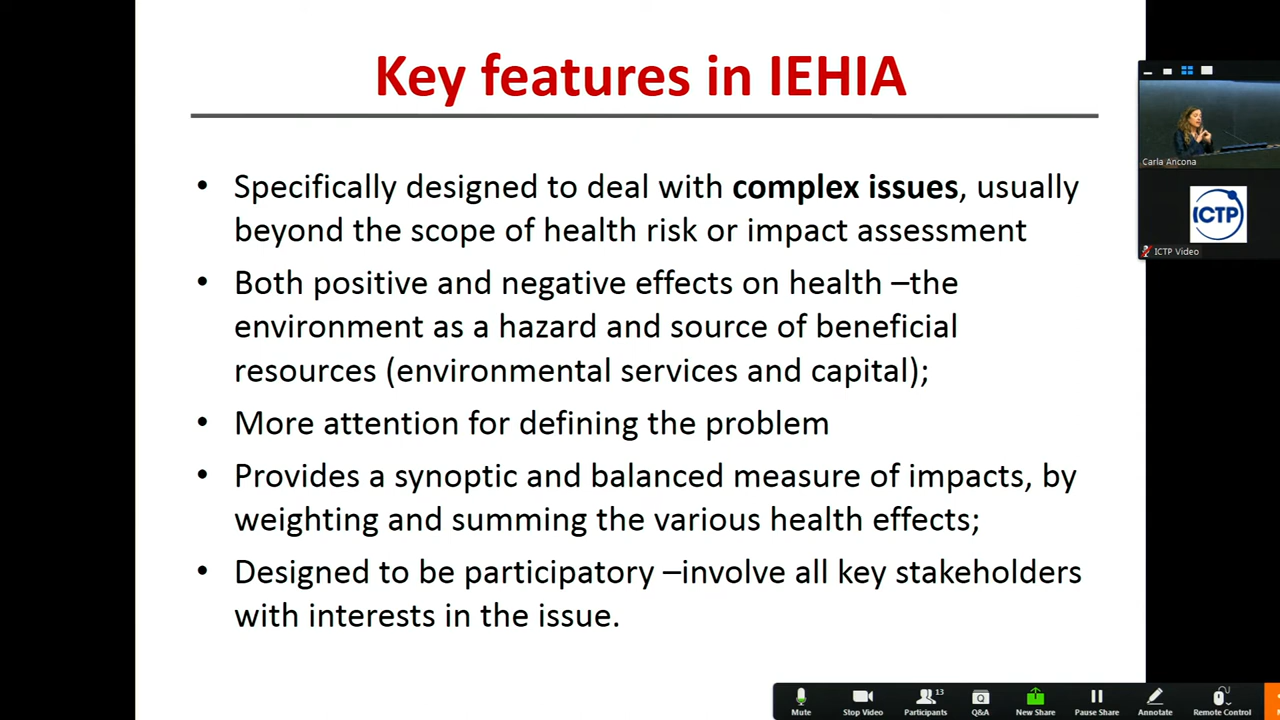 Key features in IEHIA
• Specifically designed to deal with complex issues, usually
beyond the scope of health risk or impact assessment
• Both positive and negative effects on health –the
environment as a hazard and source of beneficial
resources (environmental services and capital);
• More attention for defining the problem
• Provides a synoptic and balanced measure of impacts, by
weighting and summing the various health effects;
• Designed to be participatory –involve all key stakeholders
with interests in the issue.
Carla Ancona
ICTP
ICTP Video
Mute
Stop Video
13
Participants
Q&A
New Share
Pause Share
Annotate
Remote Control